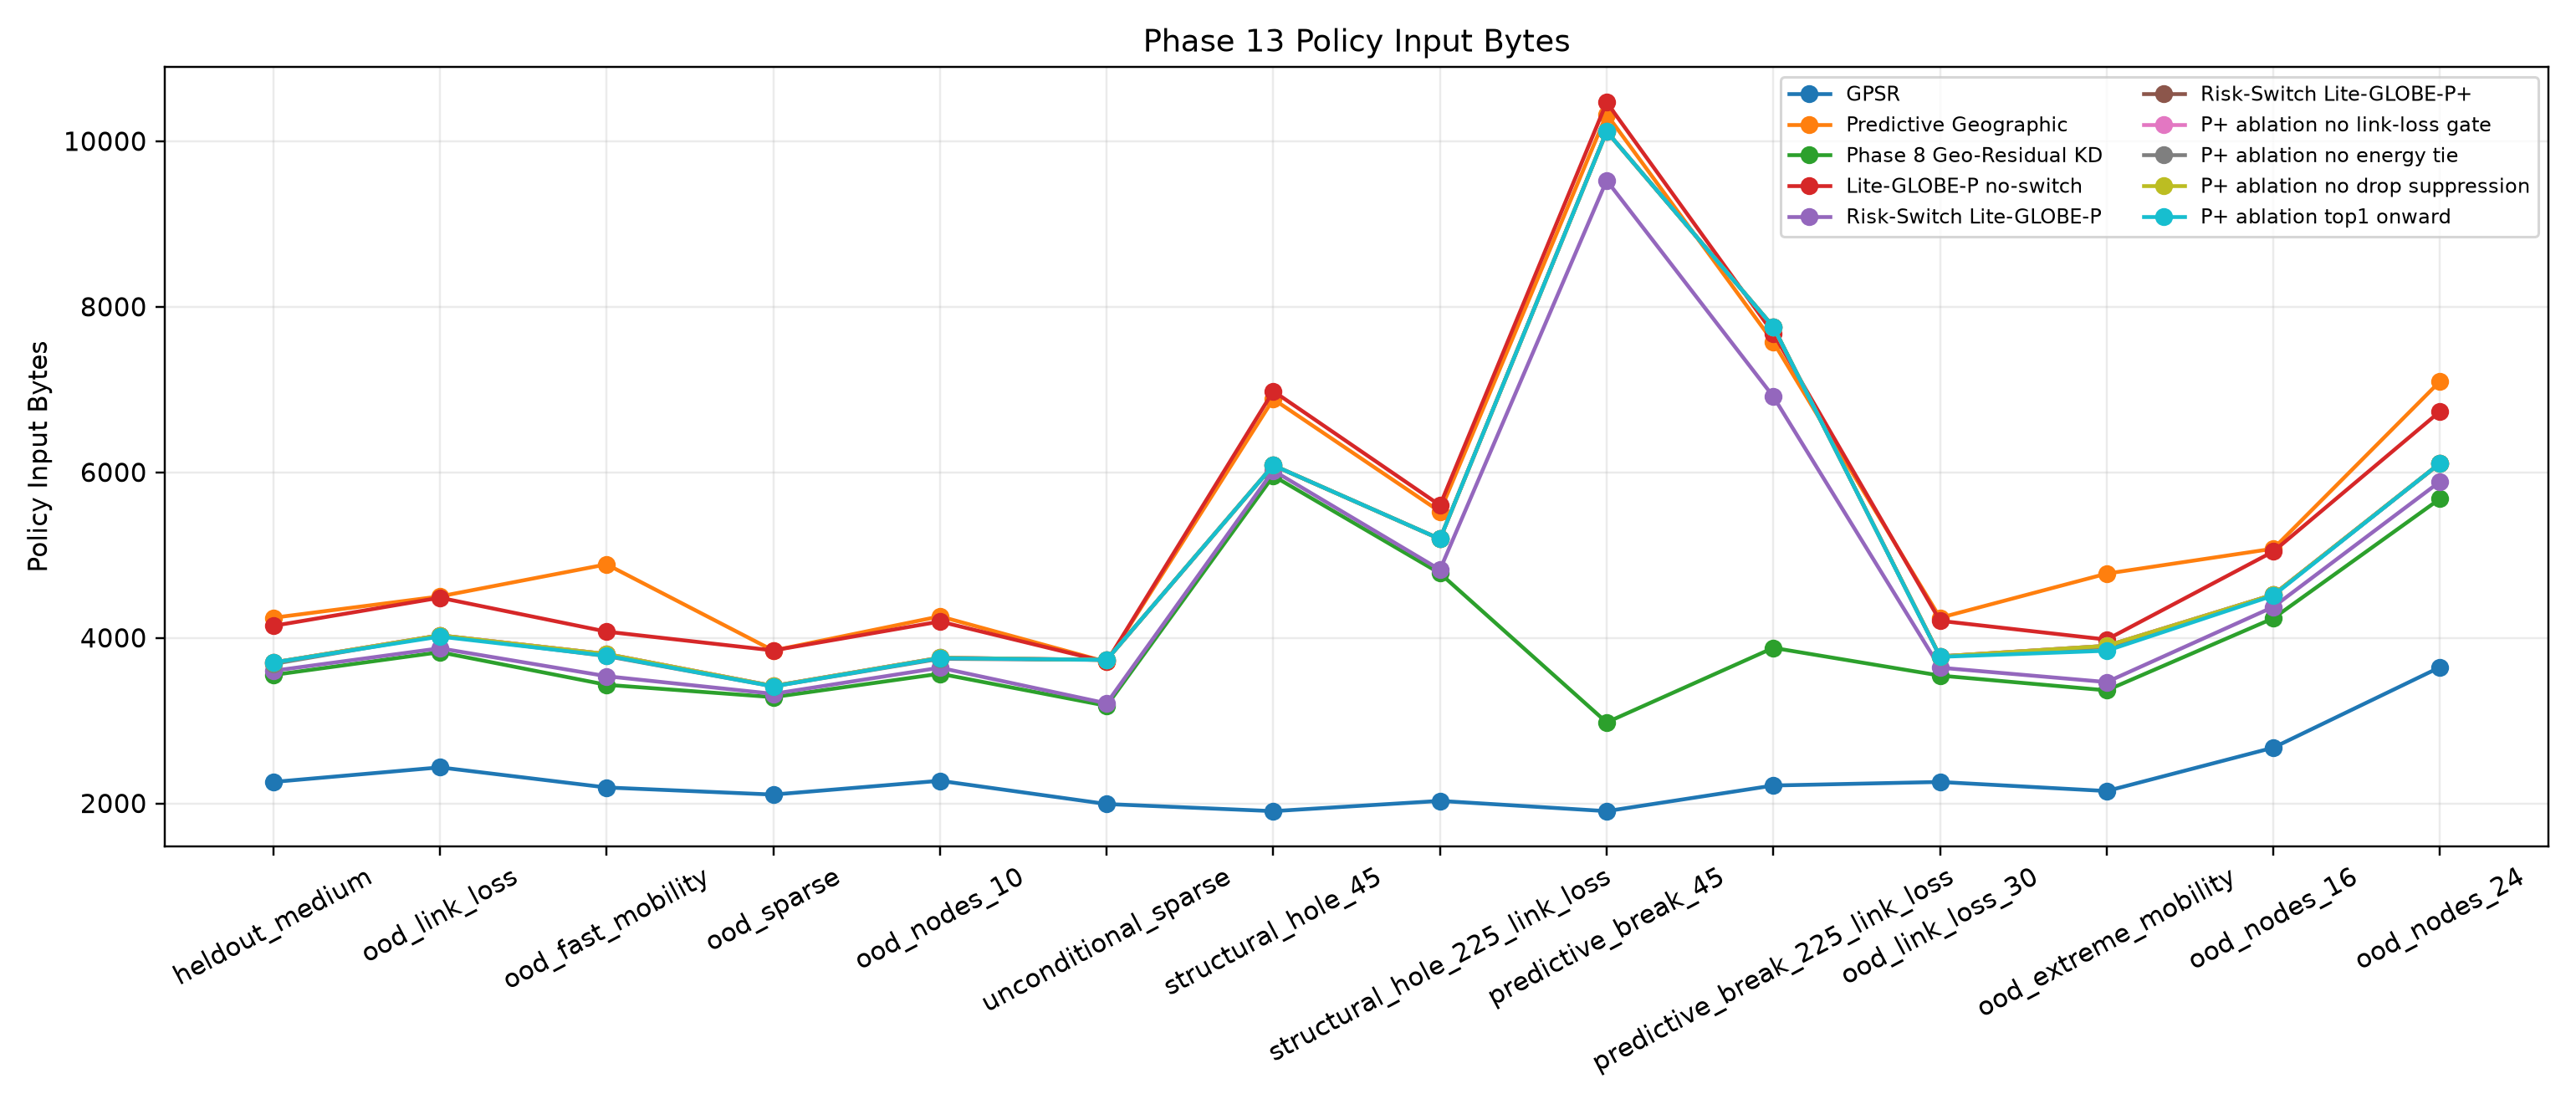 Phase 13 Policy Input Bytes
Policy Input Bytes
10000
8000
6000
4000
2000
GPSR
Predictive Geographic
Phase 8 Geo-Residual KD
Lite-GLOBE-P no-switch
Risk-Switch Lite-GLOBE-P
Risk-Switch Lite-GLOBE-P+
P+ ablation no link-loss gate
P+ ablation no energy tie
P+ ablation no drop suppression
P+ ablation top1 onward
heldout_medium
ood_link_loss
ood_fast_mobility
ood_sparse
ood_nodes_10
unconditional_sparse
structural_hole_45
structural_hole_225_link_loss
predictive_break_45
predictive_break_225_link_loss
ood_link_loss_30
ood_extreme_mobility
ood_nodes_16
ood_nodes_24